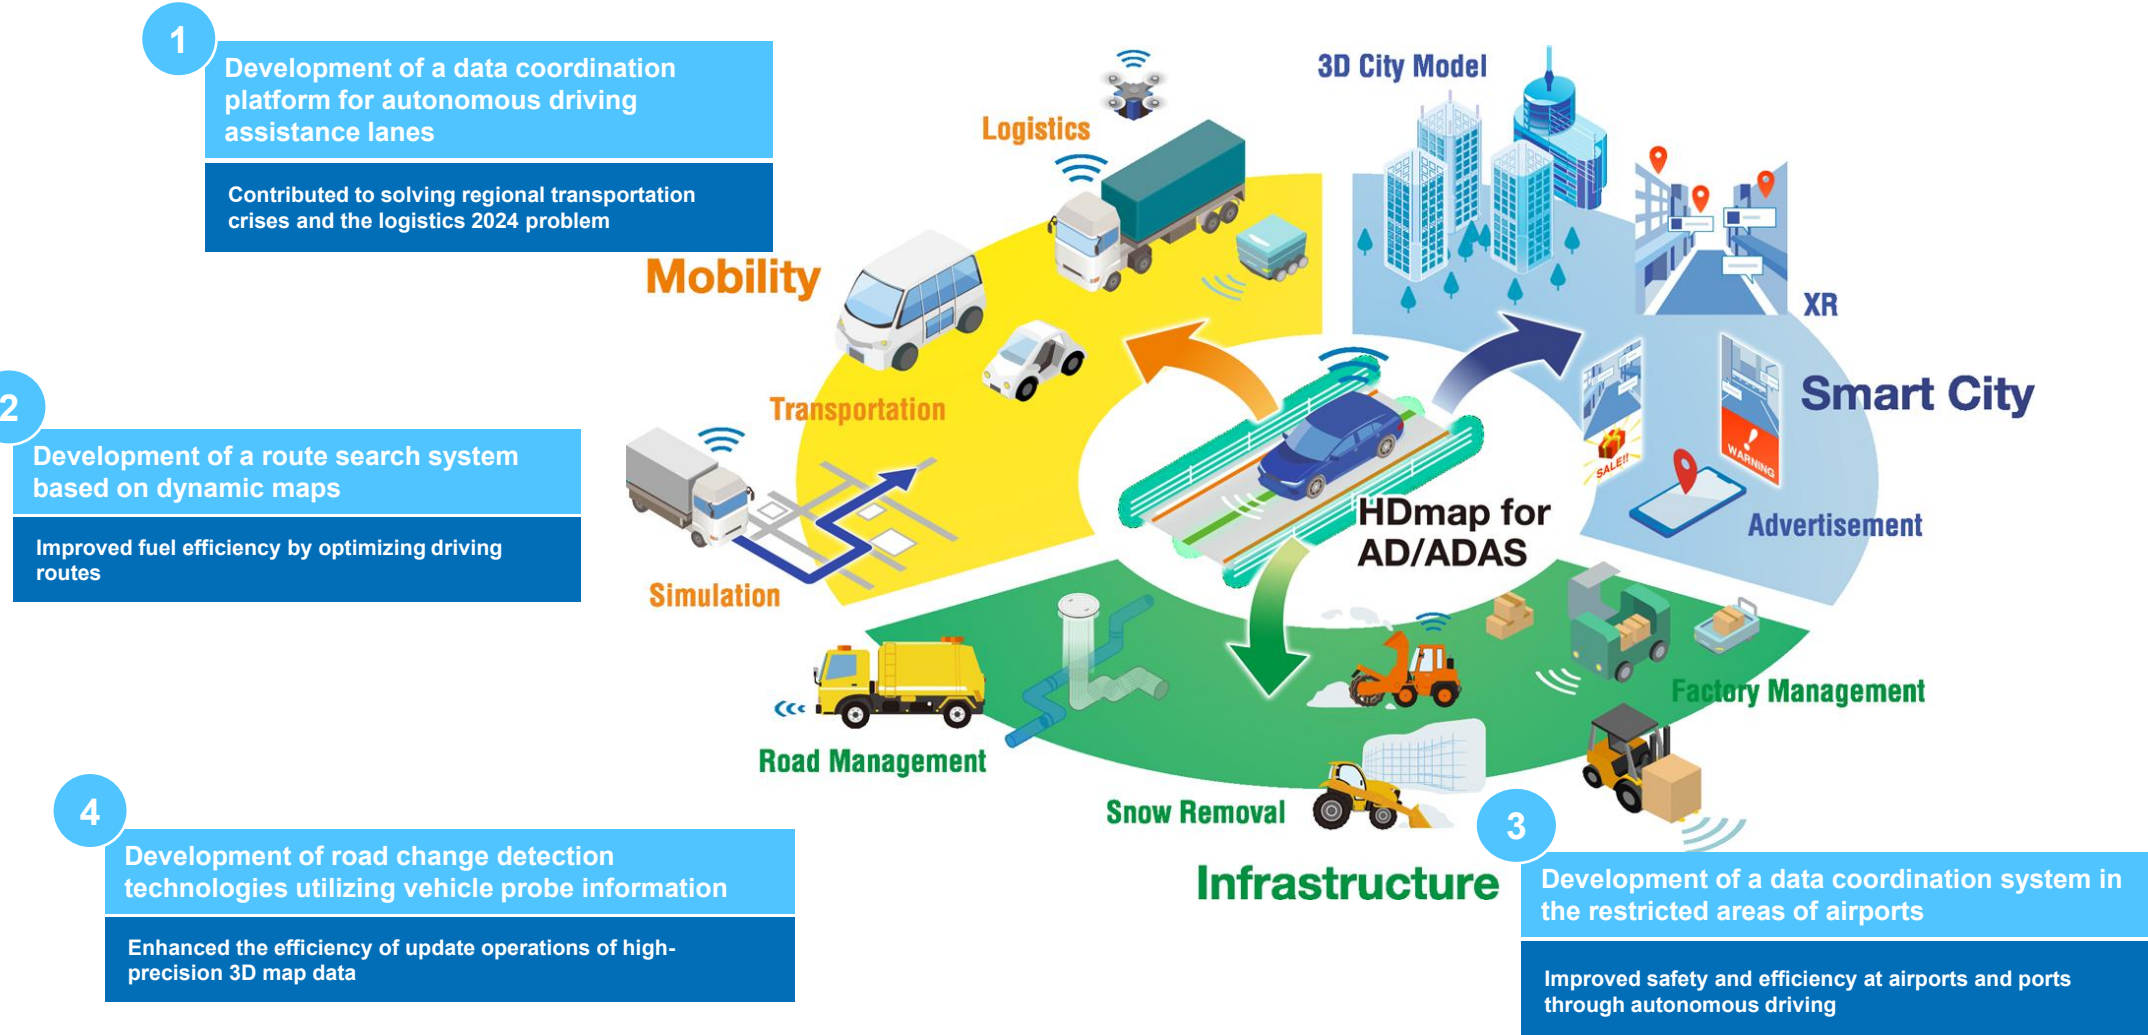 1
Development of a data coordination
platform for autonomous driving
assistance lanes
Contributed to solving regional transportation
crises and the logistics 2024 problem
Mobility
Logistics
Transportation
Simulation
3D City Model
XR
Smart City
SALE!!
!
WARNING
Advertisement
HDmap for
AD/ADAS
2
Development of a route search system
based on dynamic maps
Improved fuel efficiency by optimizing driving
routes
Road Management
Snow Removal
Factory Management
Infrastructure
4
Development of road change detection
technologies utilizing vehicle probe information
Enhanced the efficiency of update operations of high-
precision 3D map data
3
Development of a data coordination system in
the restricted areas of airports
Improved safety and efficiency at airports and ports
through autonomous driving